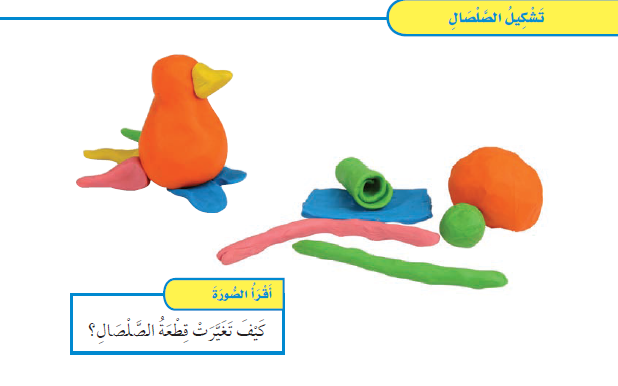 تَشْكِيلُ الصَّلْصَالِ
أَقْرَأُ الصُّورَةَ
كَيْفَ تَغَيَّرَتْ قِطْعَةُ الصَّلْصَالِ؟